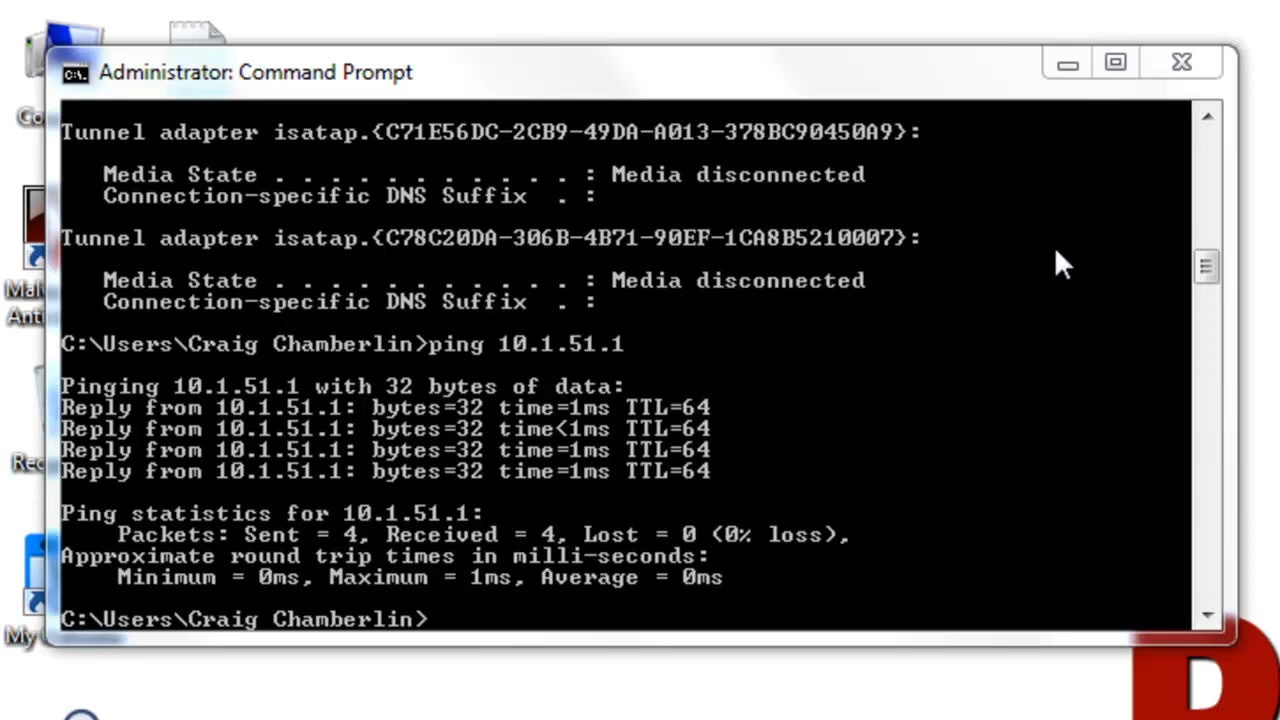 Administrator: Command Prompt
Tunnel adapter isatap.{C71E56DC-2CB9-49DA-A013-378BC90450A9}:
Media State . . . . . . . . . . . : Media disconnected
Connection-specific DNS Suffix  . :
Tunnel adapter isatap.{C78C20DA-306B-4B71-90EF-1CA8B5210007}:
Media State . . . . . . . . . . . : Media disconnected
Connection-specific DNS Suffix  . :
C:\Users\Craig Chamberlin>ping 10.1.51.1
Pinging 10.1.51.1 with 32 bytes of data:
Reply from 10.1.51.1: bytes=32 time=1ms TTL=64
Reply from 10.1.51.1: bytes=32 time<1ms TTL=64
Reply from 10.1.51.1: bytes=32 time=1ms TTL=64
Reply from 10.1.51.1: bytes=32 time=1ms TTL=64
Ping statistics for 10.1.51.1:
Packets: Sent = 4, Received = 4, Lost = 0 (0% loss),
Approximate round trip times in milli-seconds:
Minimum = 0ms, Maximum = 1ms, Average = 0ms
C:\Users\Craig Chamberlin>
My